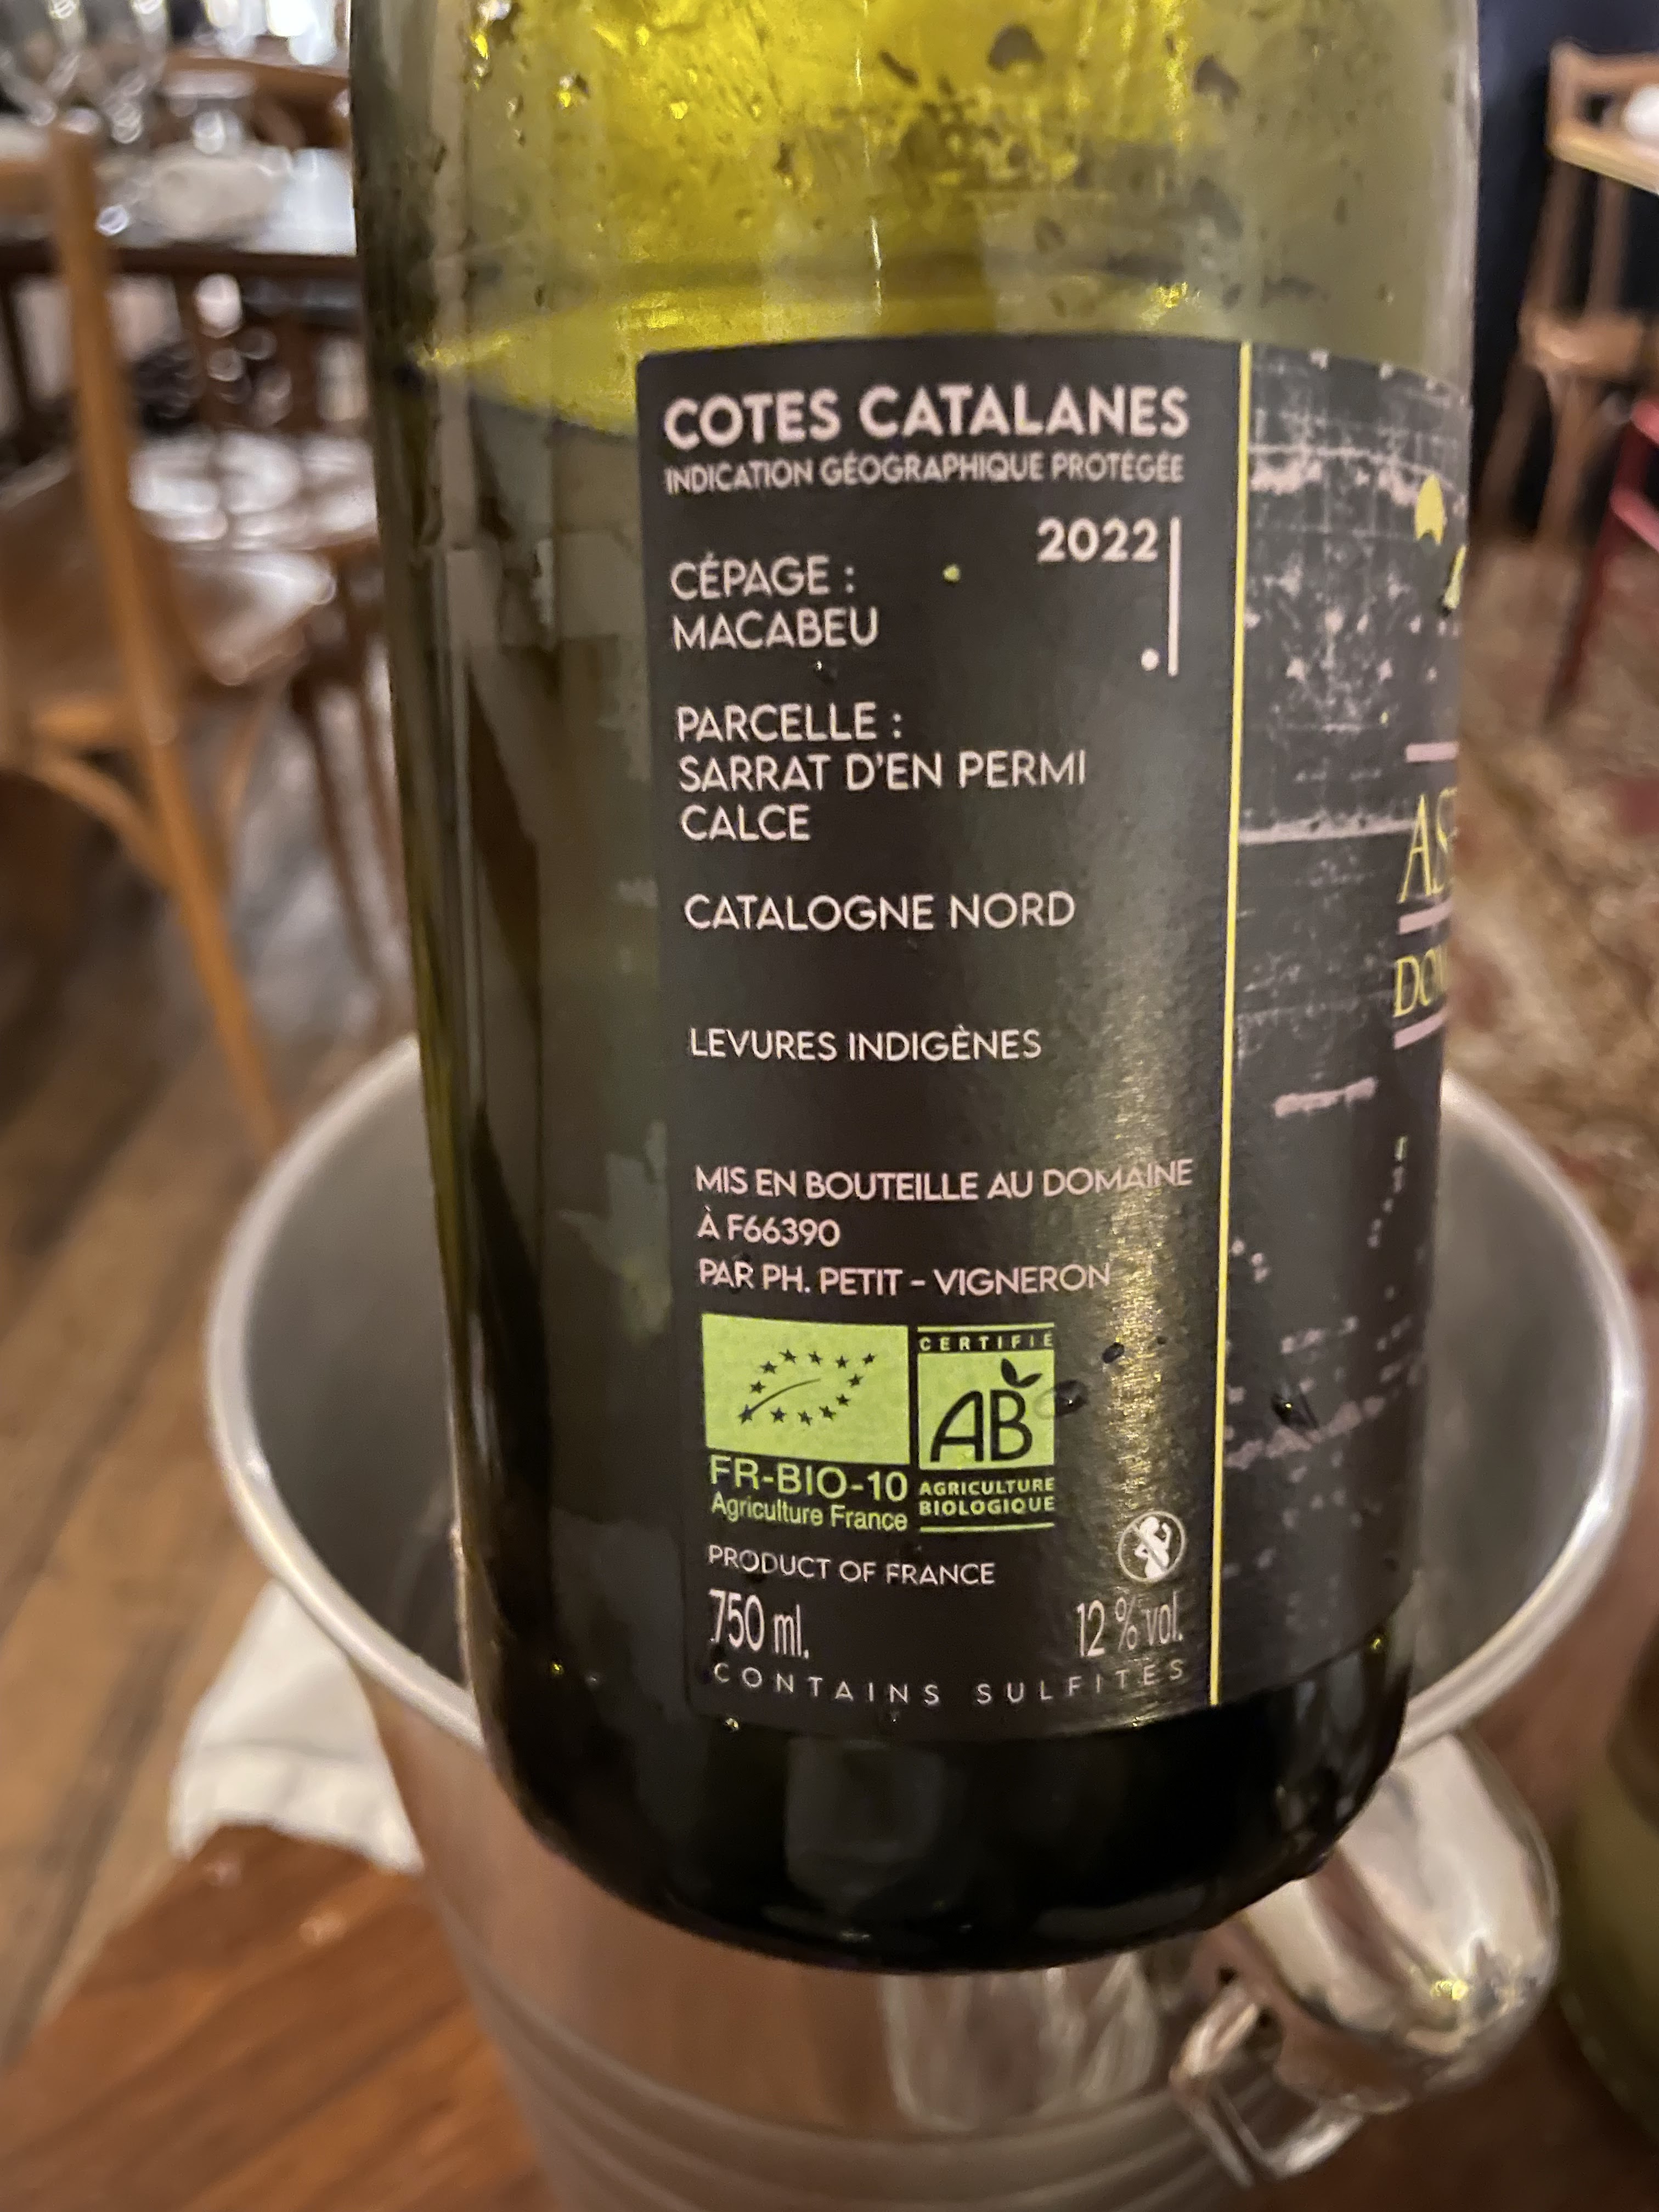 COTES CATALANES
INDICATION GÉOGRAPHIQUE PROTÉGÉE
2022
CÉPAGE :
MACABEU
PARCELLE :
SARRAT D'EN PERMI
CALCE
CATALOGNE NORD
LEVURES INDIGÈNES
MIS EN BOUTEILLE AU DOMAINE
À F66390
PAR PH. PETIT - VIGNERON
CERTIFIÉ
AB
AGRICULTURE
BIOLOGIQUE
FR-BIO-10
Agriculture France
PRODUCT OF FRANCE
750 ml.
12 % vol.
CONTAINS SULFITES